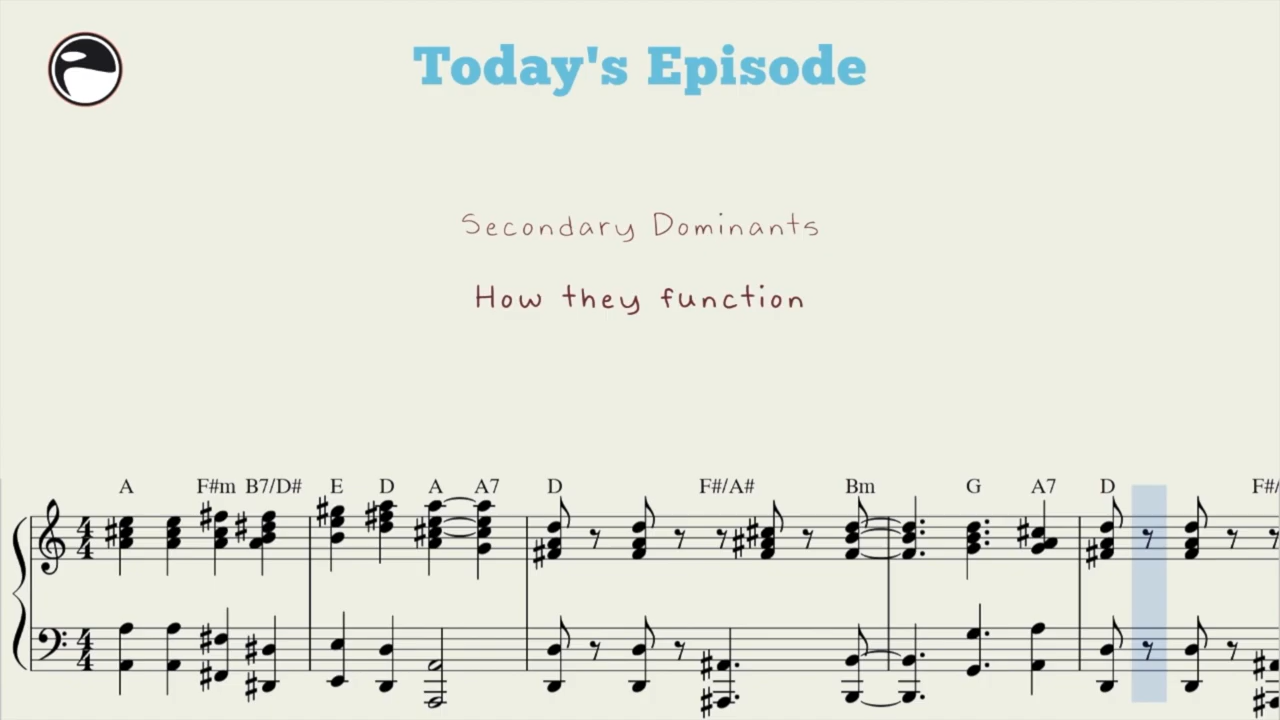 Today's Episode
Secondary Dominants
How they function
A F#m B7/D# E D A A7 D F#/A# Bm G A7 D F#/